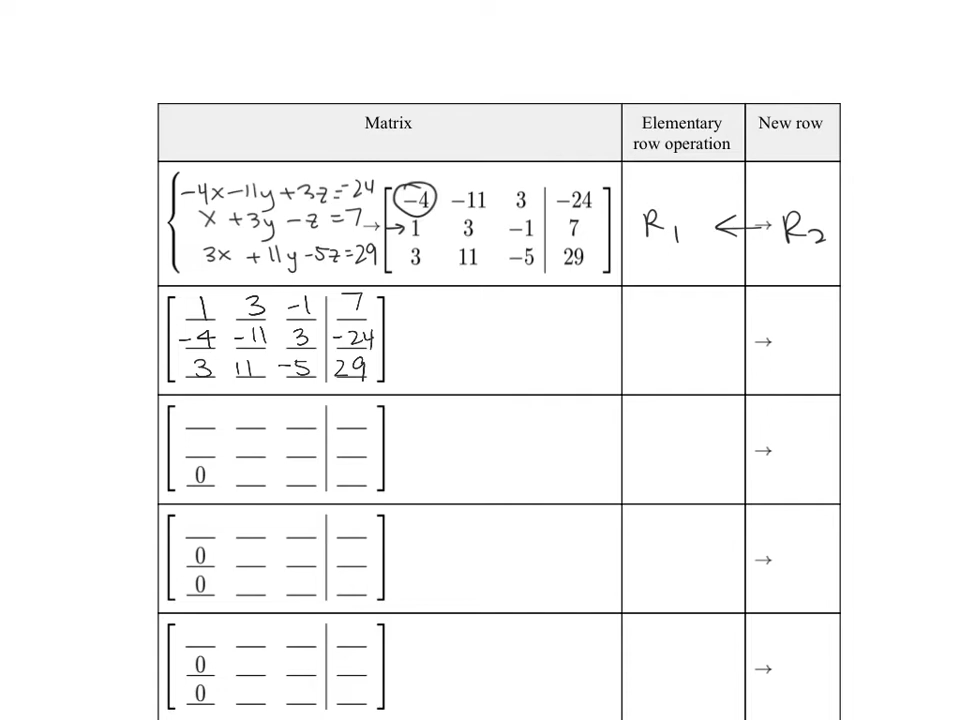 Matrix Elementary row operation New row
-4x-11y+3z=-24 −4 −11 3 −24
x+3y-z=7 → 1 3 −1 7 R1 ↔ R2
3x+11y-5z=29 3 11 −5 29
1 3 -1 7
-4 -11 3 -24 →
3 11 -5 29
→
0
→
0
0
→
0
0